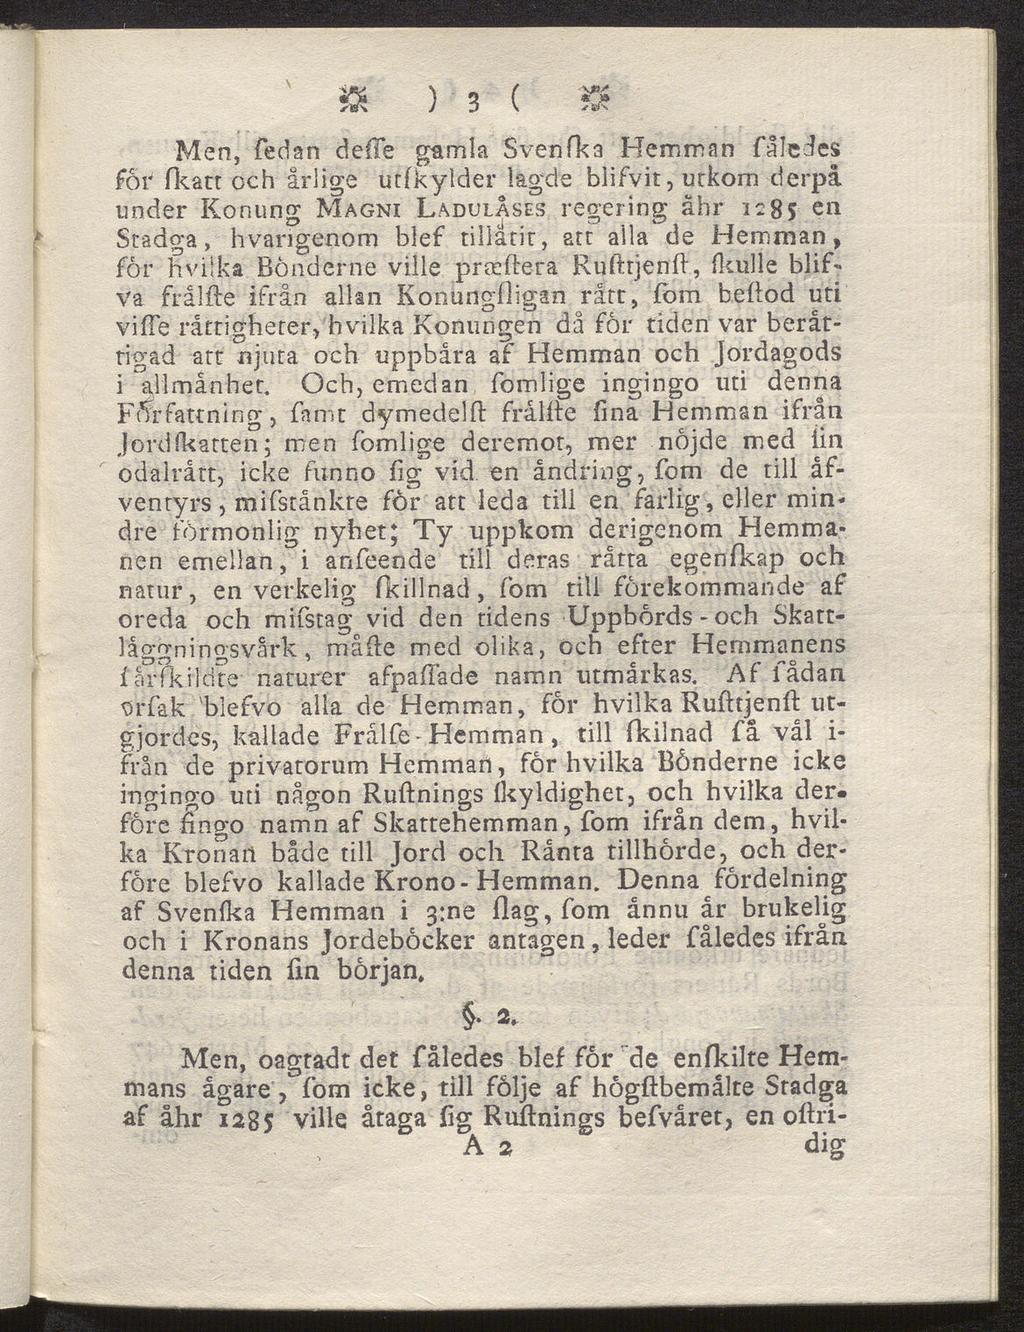 ) 3 (
Men, ſedan deſſe gamla Svenſka Hemman ſåledes
för ſkatt och årlige utſkylder lagde blifvit, utkom derpå
under Konung MAGNI LADULÅSES regering åhr 1285 en
Stadga, hvarigenom blef tillåtit, att alla de Hemman,
för hvilka Bönderne ville præſtera Ruſttjenſt, ſkulle blif-
va frälſte ifrån allan Konungſligan rätt, ſom beſtod uti
viſſe rättigheter, hvilka Konungen då för tiden var berät-
tigad att njuta och uppbära af Hemman och Jordagods
i allmänhet. Och, emedan ſomlige ingingo uti denna
Författning, ſamt dymedelſt frälſte ſina Hemman ifrån
Jordſkatten; men ſomlige deremot, mer nöjde med ſin
odalrätt, icke funno ſig vid en ändring, ſom de till äf-
ventyrs, miſstänkte för att leda till en farlig, eller min-
dre förmonlig nyhet; Ty uppkom derigenom Hemma-
nen emellan, i anſeende till deras rätta egenſkap och
natur, en verkelig ſkillnad, ſom till förekommande af
oreda och miſstag vid den tidens Uppbörds-och Skatt-
läggningsvärk, måſte med olika, och efter Hemmanens
ſärſkildte naturer afpaſſade namn utmärkas. Af ſådan
orſak blefvo alla de Hemman, för hvilka Ruſttjenſt ut-
gjordes, kallade Frälſe-Hemman, till ſkilnad ſå väl i-
från de privatorum Hemman, för hvilka Bönderne icke
ingingo uti någon Ruſtnings ſkyldighet, och hvilka der-
före fingo namn af Skattehemman, ſom ifrån dem, hvil-
ka Kronan både till Jord och Ränta tillhörde, och der-
före blefvo kallade Krono-Hemman. Denna fördelning
af Svenſka Hemman i 3:ne ſlag, ſom ännu är brukelig
och i Kronans Jordeböcker antagen, leder ſåledes ifrån
denna tiden ſin början.
§. 2.
Men, oagtadt det ſåledes blef för de enſkilte Hem-
mans ägare, ſom icke, till följe af högſtbemälte Stadga
af åhr 1285 ville åtaga ſig Ruſtnings beſväret, en oſtri-
A 2 dig